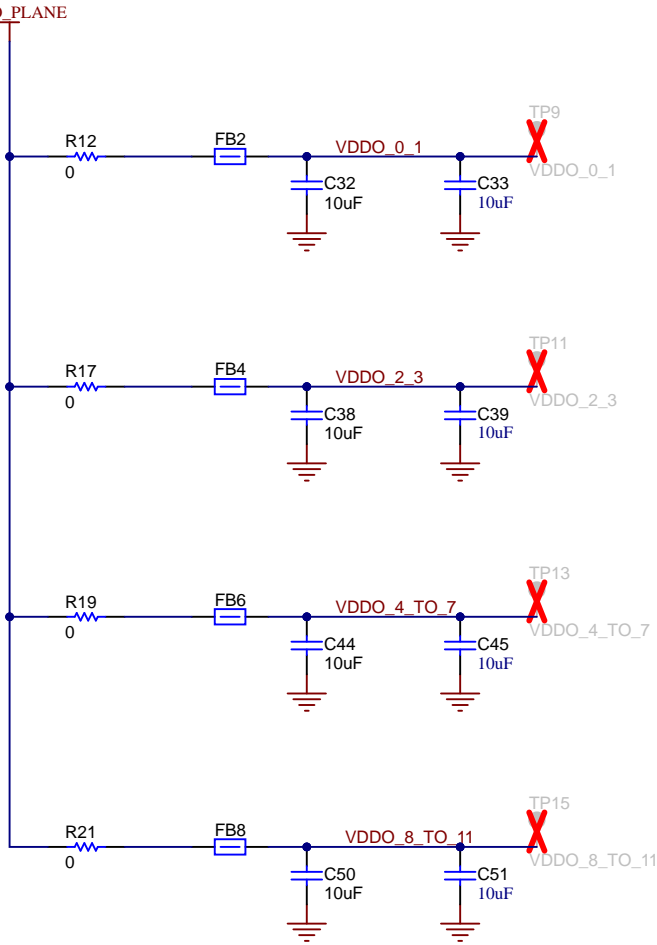 _PLANE
TP9
R12
FB2
VDDO_0_1
0
C32
C33
VDDO_0_1
10uF
10uF
TP11
R17
FB4
VDDO_2_3
0
C38
C39
VDDO_2_3
10uF
10uF
TP13
R19
FB6
VDDO_4_TO_7
0
C44
C45
VDDO_4_TO_7
10uF
10uF
TP15
R21
FB8
VDDO_8_TO_11
0
C50
C51
VDDO_8_TO_11
10uF
10uF